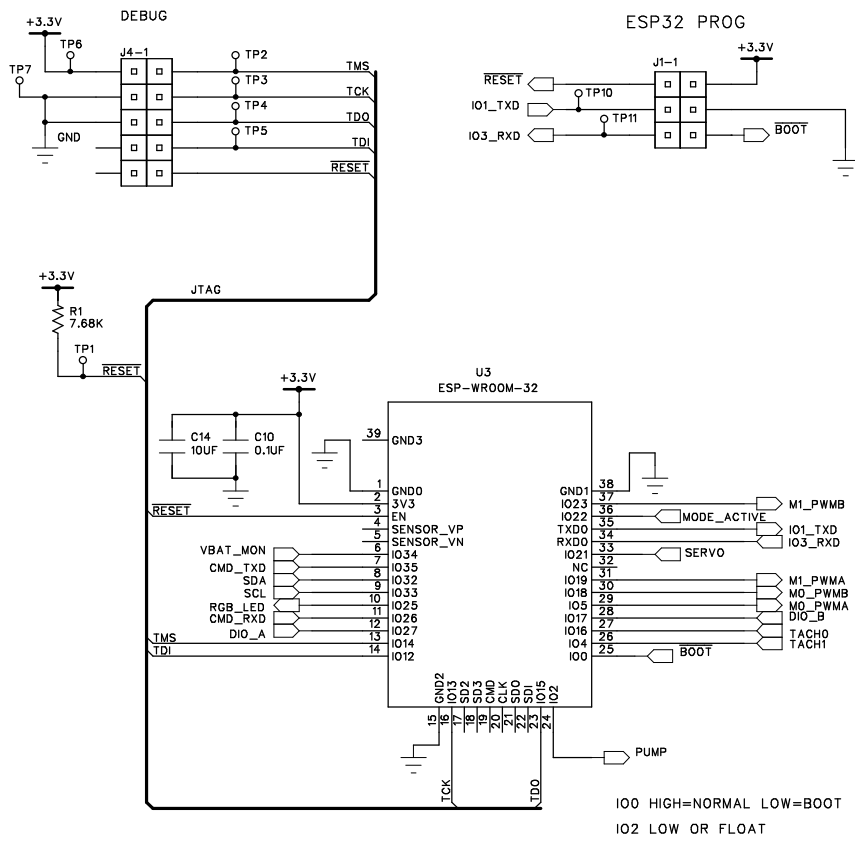 DEBUG
+3.3V
TP6
TP7
J4-1
TP2
TMS
TP3
TCK
TP4
TDO
TP5
TDI
GND
RESET
ESP32 PROG
J1-1
+3.3V
RESET
TP10
IO1_TXD
TP11
IO3_RXD
BOOT
JTAG
+3.3V
R1
7.68K
TP1
RESET
+3.3V
C14
10UF
C10
0.1UF
U3
ESP-WROOM-32
39 GND3
1 GND0
2 3V3
RESET 3 EN
4 SENSOR_VP
5 SENSOR_VN
VBAT_MON 6 IO34
CMD_TXD 7 IO35
SDA 8 IO32
SCL 9 IO33
RGB_LED 10 IO25
CMD_RXD 11 IO26
DIO_A 12 IO27
TMS 13 IO14
TDI 14 IO12
GND1 38
IO23 37 M1_PWMB
IO22 36 MODE_ACTIVE
TXD0 35 IO1_TXD
RXD0 34 IO3_RXD
IO21 33 SERVO
NC 32
IO19 31 M1_PWMA
IO18 30 M0_PWMB
IO5 29 M0_PWMA
IO17 28 DIO_B
IO16 27 TACH0
IO4 26 TACH1
IO0 25 BOOT
GND2 IO13 SD2 SD3 CMD CLK SD0 SDI IO15 IO2
15 16 17 18 19 20 21 22 23 24
TCK
TDO
PUMP
IO0 HIGH=NORMAL LOW=BOOT
IO2 LOW OR FLOAT